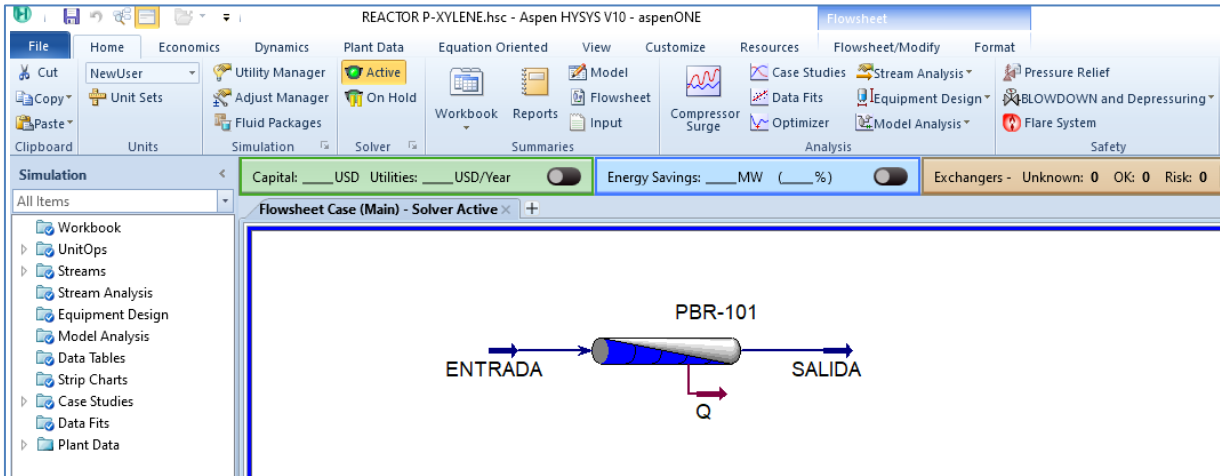 REACTOR P-XYLENE.hsc - Aspen HYSYS V10 - aspenONE
Flowsheet
File Home Economics Dynamics Plant Data Equation Oriented View Customize Resources Flowsheet/Modify Format
Cut NewUser Utility Manager Active Model Case Studies Stream Analysis Pressure Relief
Copy Unit Sets Adjust Manager On Hold Workbook Reports Flowsheet Compressor Surge Data Fits Equipment Design BLOWDOWN and Depressuring
Paste Fluid Packages Input Optimizer Model Analysis Flare System
Clipboard Units Simulation Solver Summaries Analysis Safety
Simulation
Capital: ____USD Utilities: ____USD/Year Energy Savings: ____MW (____%) Exchangers - Unknown: 0 OK: 0 Risk: 0
All Items
Flowsheet Case (Main) - Solver Active
Workbook
UnitOps
Streams
Stream Analysis
Equipment Design
Model Analysis
Data Tables
Strip Charts
Case Studies
Data Fits
Plant Data
PBR-101
ENTRADA
SALIDA
Q